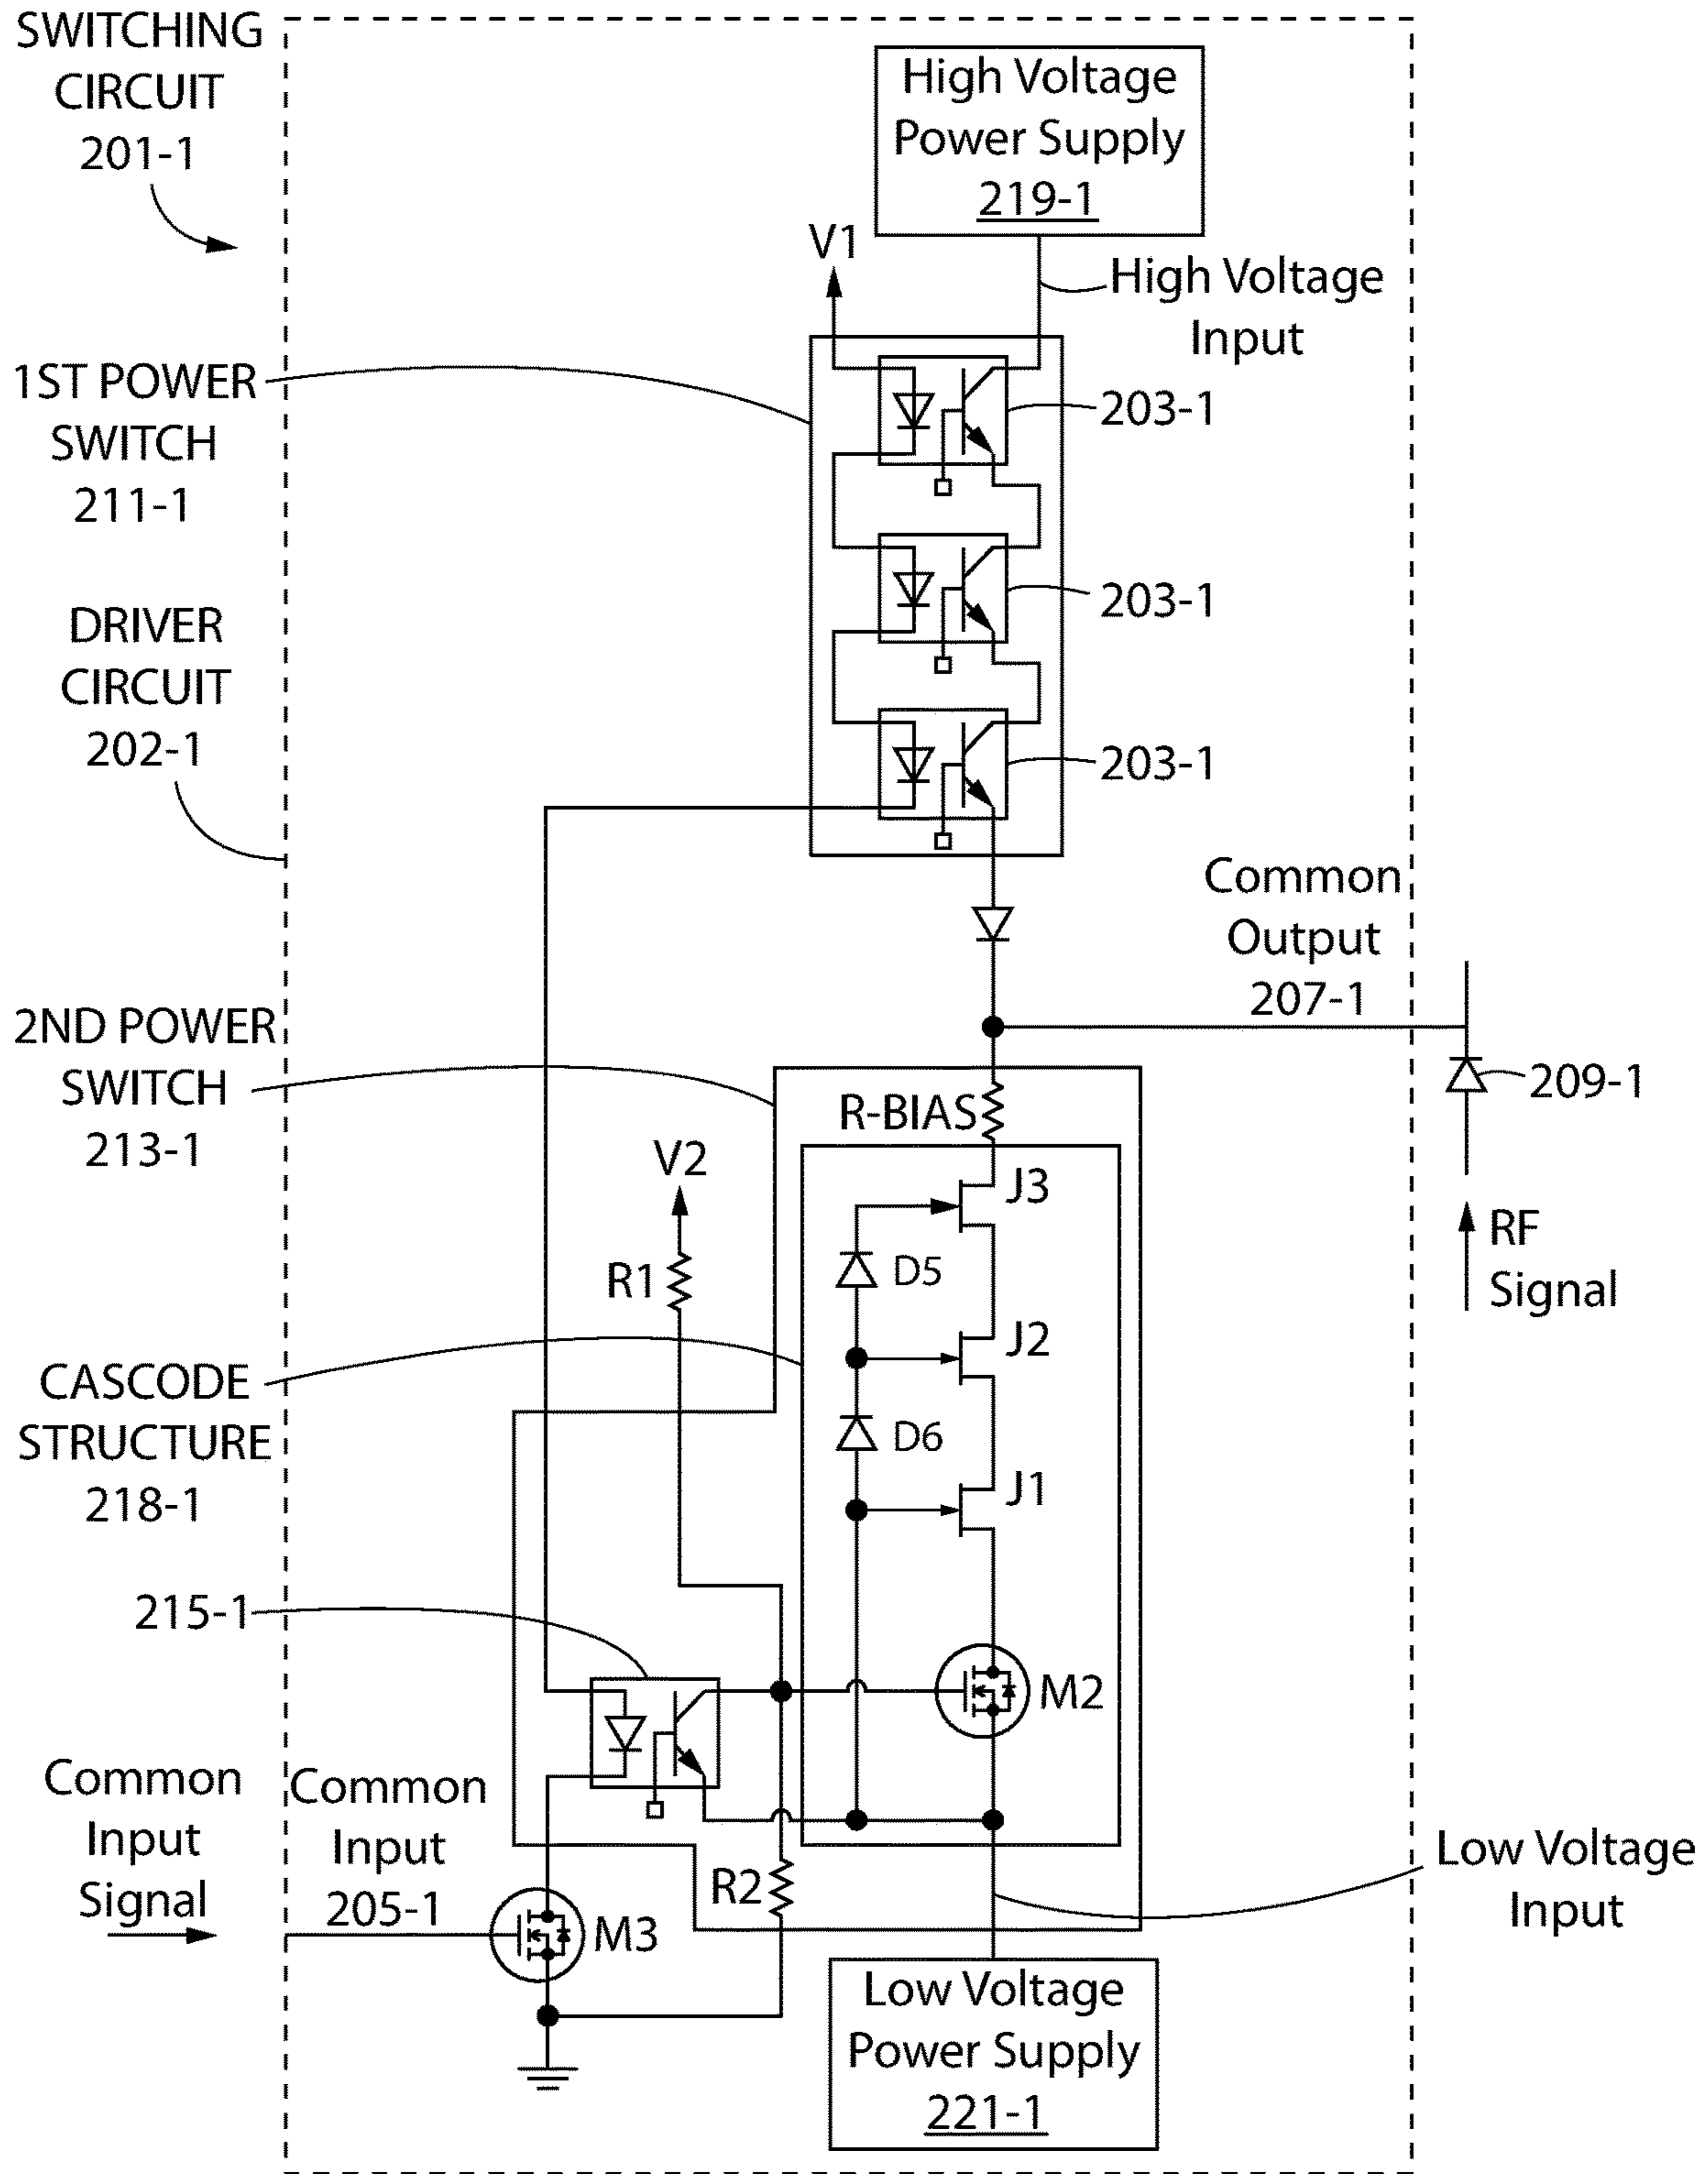 SWITCHING
CIRCUIT
201-1
High Voltage
Power Supply
219-1
V1
High Voltage
Input
1ST POWER
SWITCH
211-1
203-1
203-1
203-1
DRIVER
CIRCUIT
202-1
Common
Output
207-1
2ND POWER
SWITCH
213-1
209-1
R-BIAS
V2
J3
RF
Signal
R1
D5
J2
CASCODE
STRUCTURE
218-1
D6
J1
215-1
M2
Common
Input
Signal
Common
Input
205-1
R2
M3
Low Voltage
Input
Low Voltage
Power Supply
221-1